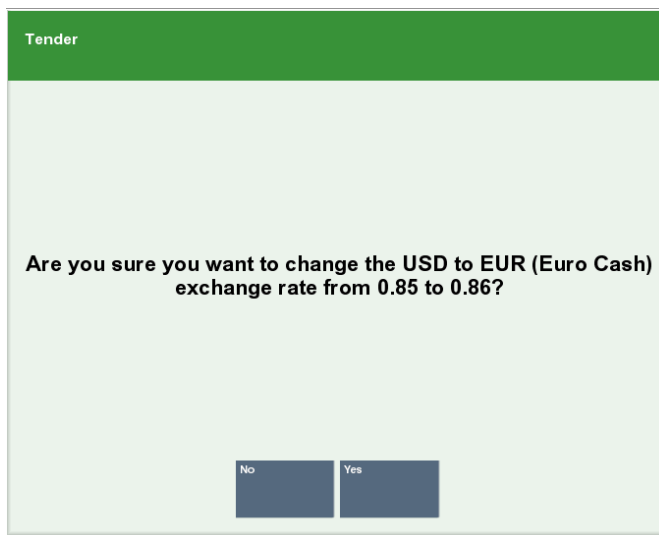 Tender
Are you sure you want to change the USD to EUR (Euro Cash)
exchange rate from 0.85 to 0.86?
No
Yes